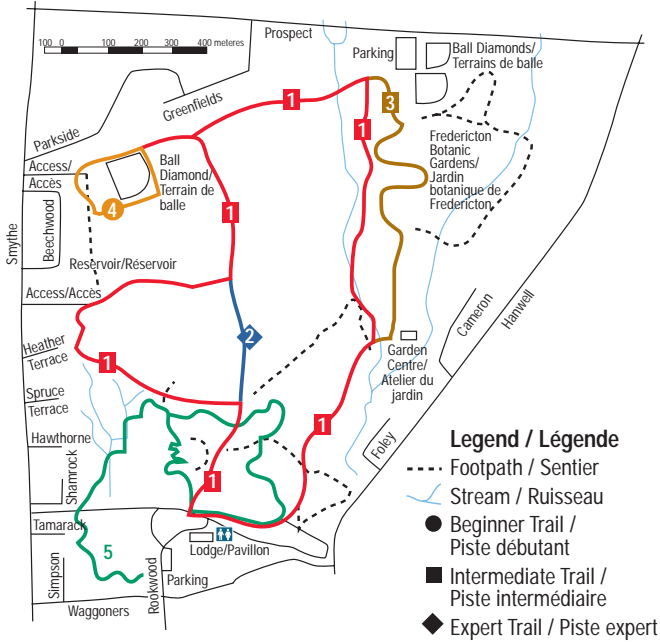 100 0 100 200 300 400 meteres
Prospect
Parking
Ball Diamonds/
Terrains de balle
Greenfields
1
3
1
Parkside
Access/
Accès
Ball
Diamond/
Terrain de
balle
Fredericton
Botanic
Gardens/
Jardin
botanique de
Fredericton
4
1
Smythe
Beechwood
Reservoir/Réservoir
Access/Accès
Cameron
Hanwell
2
Heather
Terrace
1
Garden
Centre/
Atelier du
jardin
Spruce
Terrace
1
Foley
Hawthorne
Shamrock
1
Tamarack
Lodge/Pavillon
5
Simpson
Rookwood
Parking
Waggoners
Legend / Légende
Footpath / Sentier
Stream / Ruisseau
Beginner Trail /
Piste débutant
Intermediate Trail /
Piste intermédiaire
Expert Trail / Piste expert